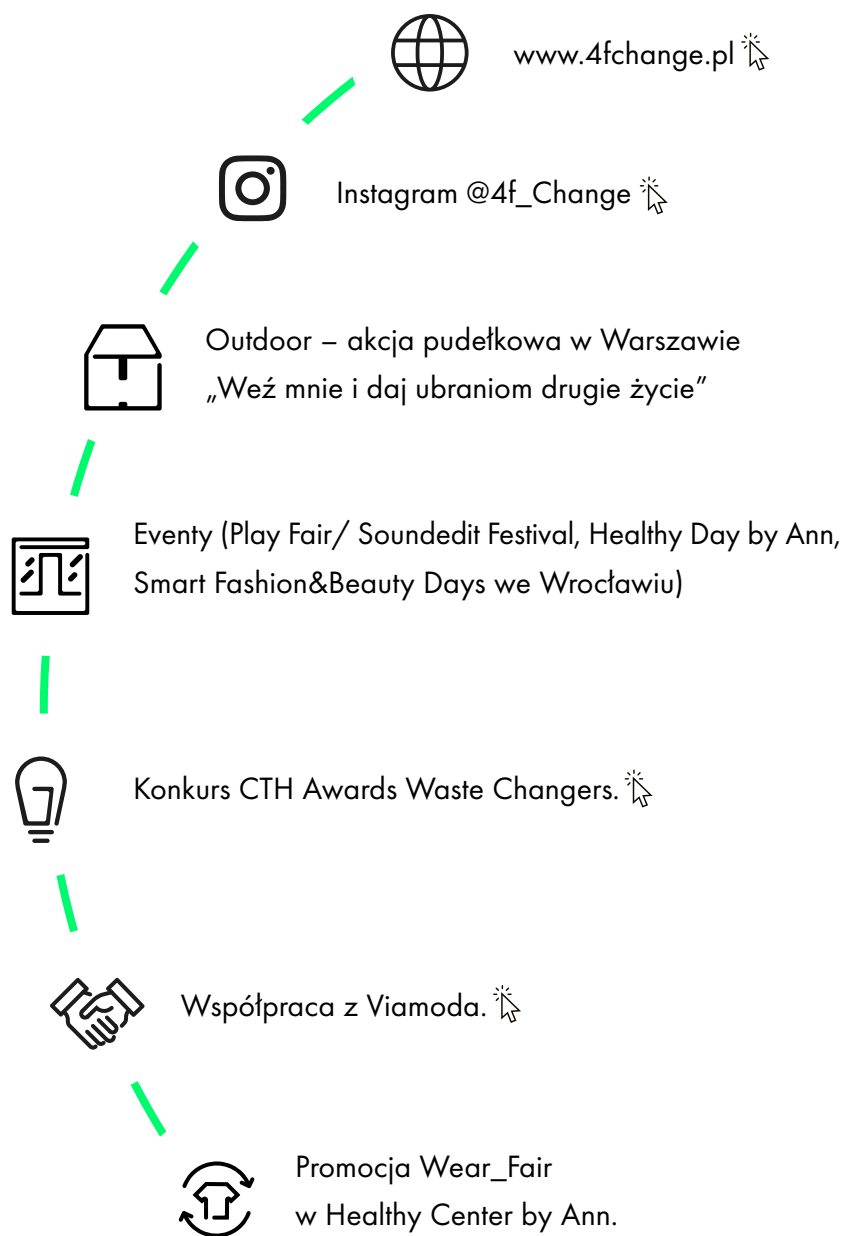 www.4fchange.pl
Instagram @4f_Change
Outdoor – akcja pudełkowa w Warszawie
„Weź mnie i daj ubraniom drugie życie”
Eventy (Play Fair/ Soundedit Festival, Healthy Day by Ann,
Smart Fashion&Beauty Days we Wrocławiu)
Konkurs CTH Awards Waste Changers.
Współpraca z Viamoda.
Promocja Wear_Fair
w Healthy Center by Ann.